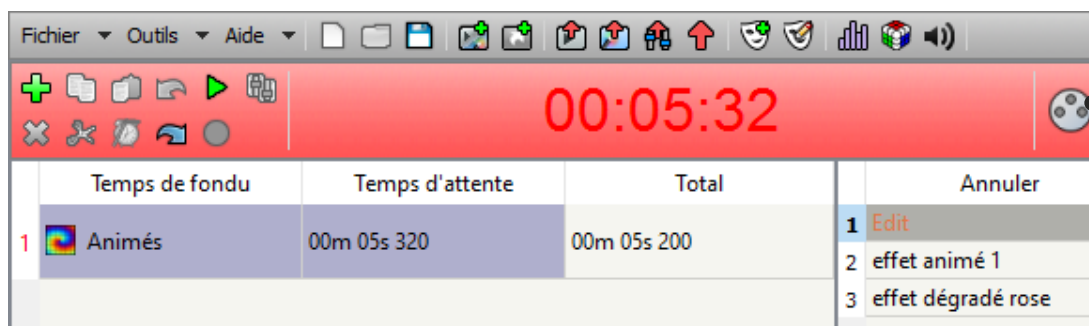 Fichier Outils Aide
00:05:32
Temps de fondu Temps d'attente Total Annuler
1 Animés 00m 05s 320 00m 05s 200 1 Edit
2 effet animé 1
3 effet dégradé rose